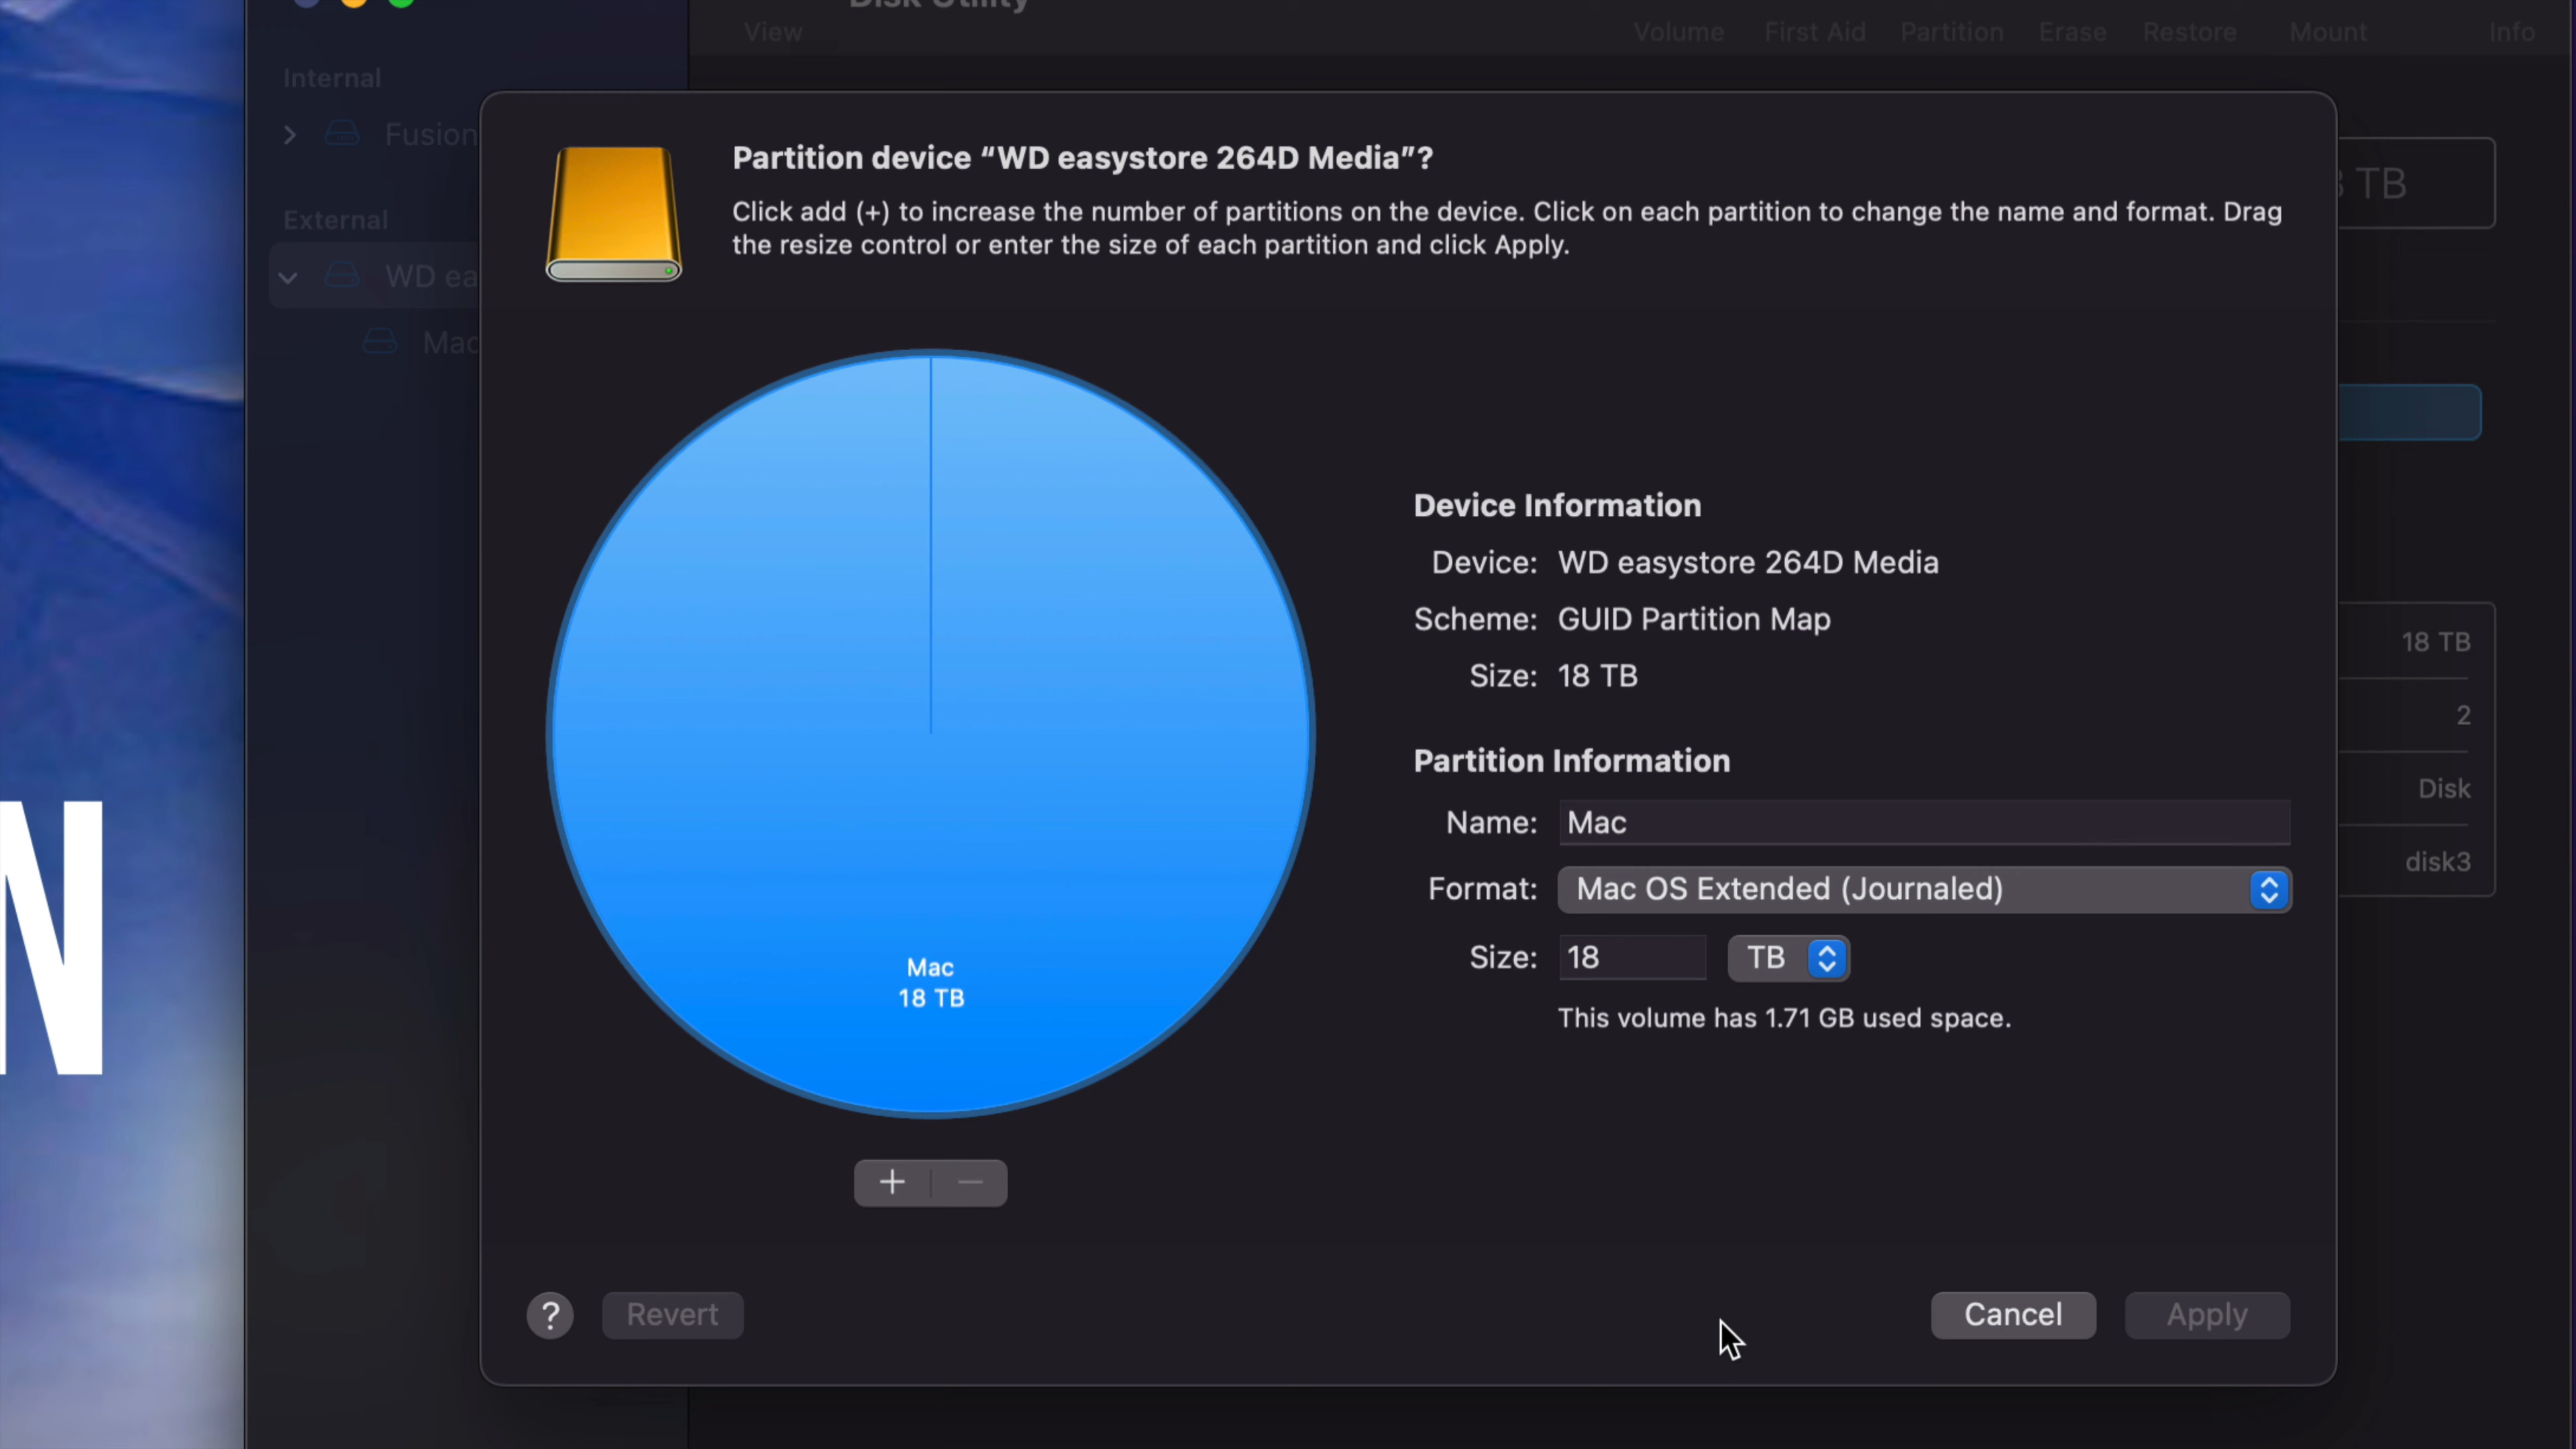 Disk Utility
View
Volume First Aid Partition Erase Restore Mount Info
Internal
Fusion
External
WD ea
Mac
TB
Partition device “WD easystore 264D Media”?
Click add (+) to increase the number of partitions on the device. Click on each partition to change the name and format. Drag
the resize control or enter the size of each partition and click Apply.
Mac
18 TB
Device Information
Device: WD easystore 264D Media
Scheme: GUID Partition Map
Size: 18 TB
Partition Information
Name: Mac
Format: Mac OS Extended (Journaled)
Size: 18 TB
This volume has 1.71 GB used space.
18 TB
2
Disk
disk3
N
+ −
? Revert
Cancel Apply